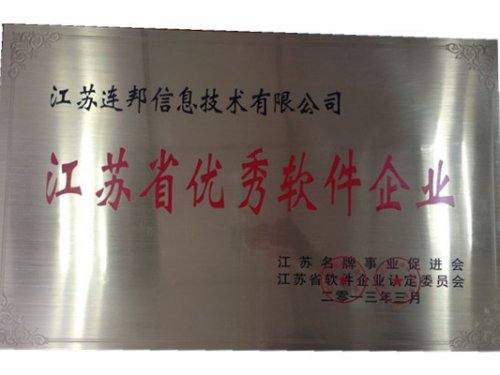 江苏连邦信息技术有限公司
江苏省优秀软件企业
江苏名牌事业促进会
江苏省软件企业认定委员会
二零一三年三月